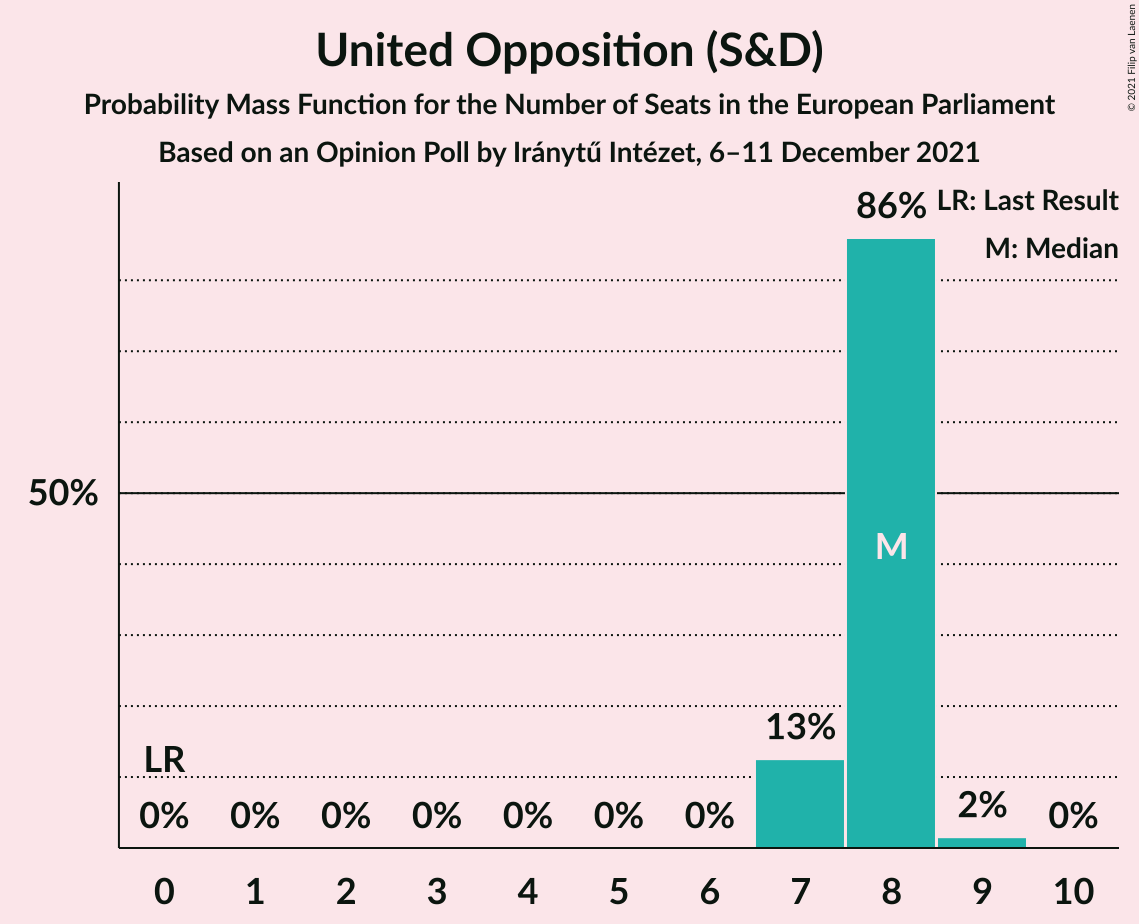 United Opposition (S&D)
Probability Mass Function for the Number of Seats in the European Parliament
Based on an Opinion Poll by Iránytű Intézet, 6–11 December 2021
© 2021 Filip van Laenen
LR: Last Result
M: Median
86%
50%
M
13%
LR
2%
0% 0% 0% 0% 0% 0% 0% 0%
0 1 2 3 4 5 6 7 8 9 10